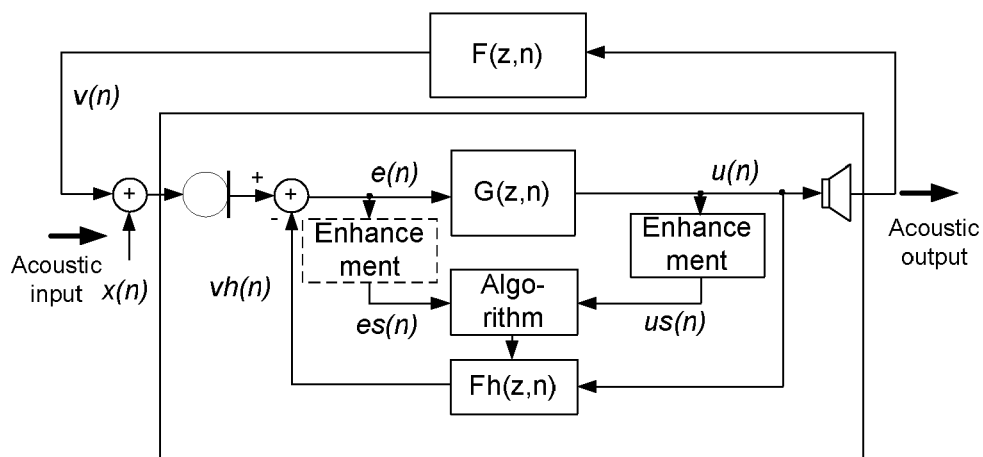 F(z,n)
v(n)
+
+
-
+
e(n)
G(z,n)
u(n)
Enhance
ment
Enhance
ment
Acoustic
input
x(n)
vh(n)
es(n)
Algo-
rithm
us(n)
Fh(z,n)
Acoustic
output